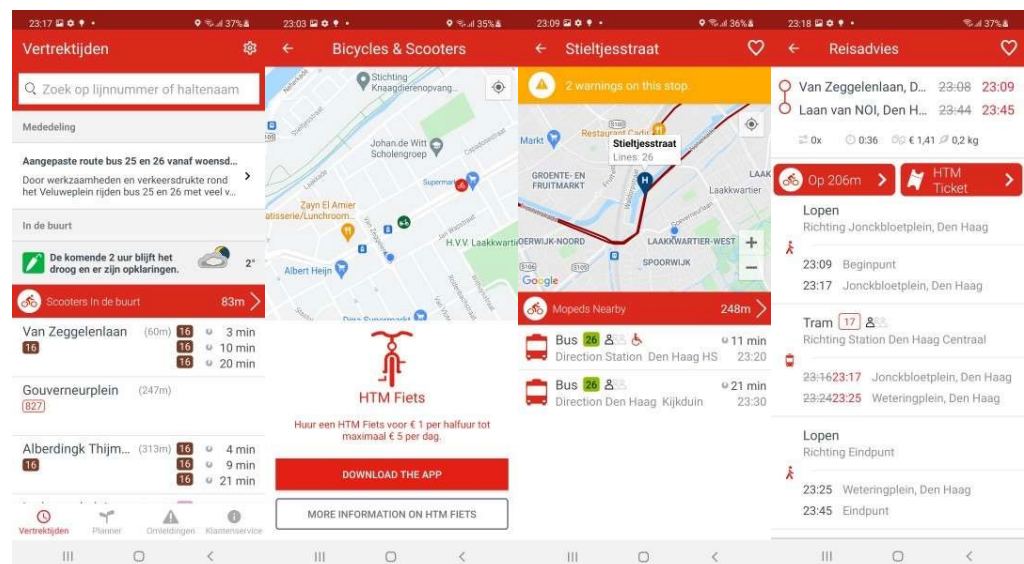 23:17
37%
Vertrektijden
Zoek op lijnnummer of haltenaam
Mededeling
Aangepaste route bus 25 en 26 vanaf woensd...
Door werkzaamheden en verkeersdrukte rond
het Veluweplein rijden bus 25 en 26 met veel v...
In de buurt
De komende 2 uur blijft het
droog en er zijn opklaringen.
2°
Scooters In de buurt 83m
Van Zeggelenlaan (60m) 16 3 min
16 16 10 min
16 20 min
Gouverneurplein (247m)
827
Alberdingk Thijm... (313m) 16 4 min
16 16 9 min
16 21 min
Vertrektijden Planner Omleidingen Klantenservice
23:03
35%
Bicycles & Scooters
Stichting
Knaagdierenopvang...
Johan de Witt
Scholengroep
Supermarkt
Zayn El Amier
atisserie/Lunchroom...
H.V.V. Laakkwartier
Albert Heijn
Dima Supermarkt
HTM Fiets
Huur een HTM Fiets voor € 1 per halfuur tot
maximaal € 5 per dag.
DOWNLOAD THE APP
MORE INFORMATION ON HTM FIETS
23:09
36%
Stieltjesstraat
2 warnings on this stop.
S100
Markt
Restaurant Cadir
Stieltjesstraat
Lines: 26
GROENTE- EN
FRUITMARKT
LAAK
Laakkwartier
OERWIJK-NOORD
LAAKKWARTIER-WEST
SPOORWIJK
S106
S105
Google
Mopeds Nearby 248m
Bus 26 11 min
Direction Station Den Haag HS 23:20
Bus 26 21 min
Direction Den Haag Kijkduin 23:30
23:18
37%
Reisadvies
Van Zeggelenlaan, D... 23:08 23:09
Laan van NOI, Den H... 23:44 23:45
0x 0:36 € 1,41 0,2 kg
Op 206m
HTM
Ticket
Lopen
Richting Jonckbloetplein, Den Haag
23:09 Beginpunt
23:17 Jonckbloetplein, Den Haag
Tram 17
Richting Station Den Haag Centraal
23:16 23:17 Jonckbloetplein, Den Haag
23:24 23:25 Weteringplein, Den Haag
Lopen
Richting Eindpunt
23:25 Weteringplein, Den Haag
23:45 Eindpunt